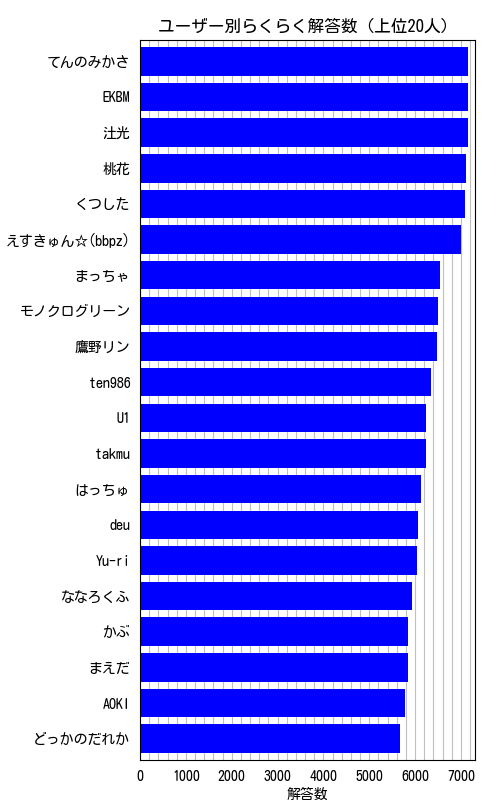 ユーザー別らくらく解答数（上位20人）
てんのみかさ
EKBM
汢光
桃花
くつした
えすきゅん☆(bbpz)
まっちゃ
モノクログリーン
鷹野リン
ten986
U1
takmu
はっちゅ
deu
Yu-ri
ななろくふ
かぶ
まえだ
AOKI
どっかのだれか
0 1000 2000 3000 4000 5000 6000 7000
解答数